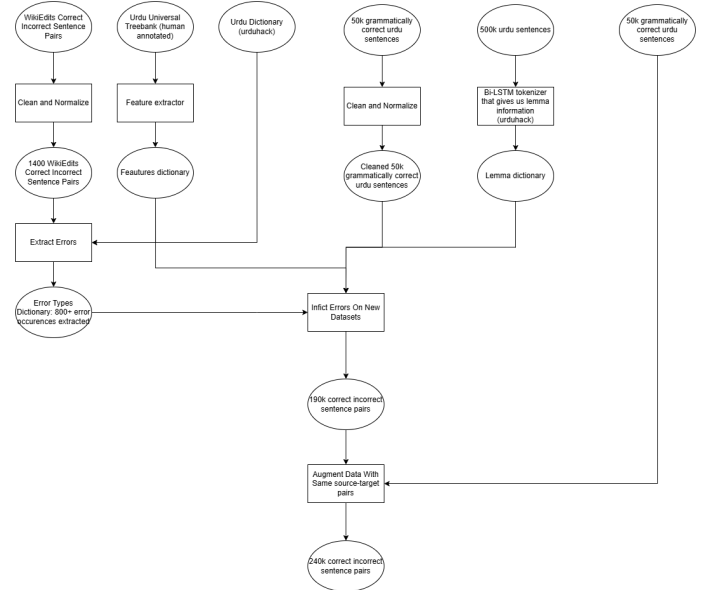 WikiEdits Correct
Incorrect Sentence
Pairs
Urdu Universal
Treebank (human
annotated)
Urdu Dictionary
(urduhack)
50k grammatically
correct urdu
sentences
500k urdu sentences
50k grammatically
correct urdu
sentences
Clean and Normalize
Feature extractor
Clean and Normalize
Bi-LSTM tokenizer
that gives us lemma
information
(urduhack)
1400 WikiEdits
Correct Incorrect
Sentence Pairs
Feautures dictionary
Cleaned 50k
grammatically correct
urdu sentences
Lemma dictionary
Extract Errors
Error Types
Dictionary: 800+ error
occurences extracted
Infict Errors On New
Datasets
190k correct incorrect
sentence pairs
Augment Data With
Same source-target
pairs
240k correct incorrect
sentence pairs